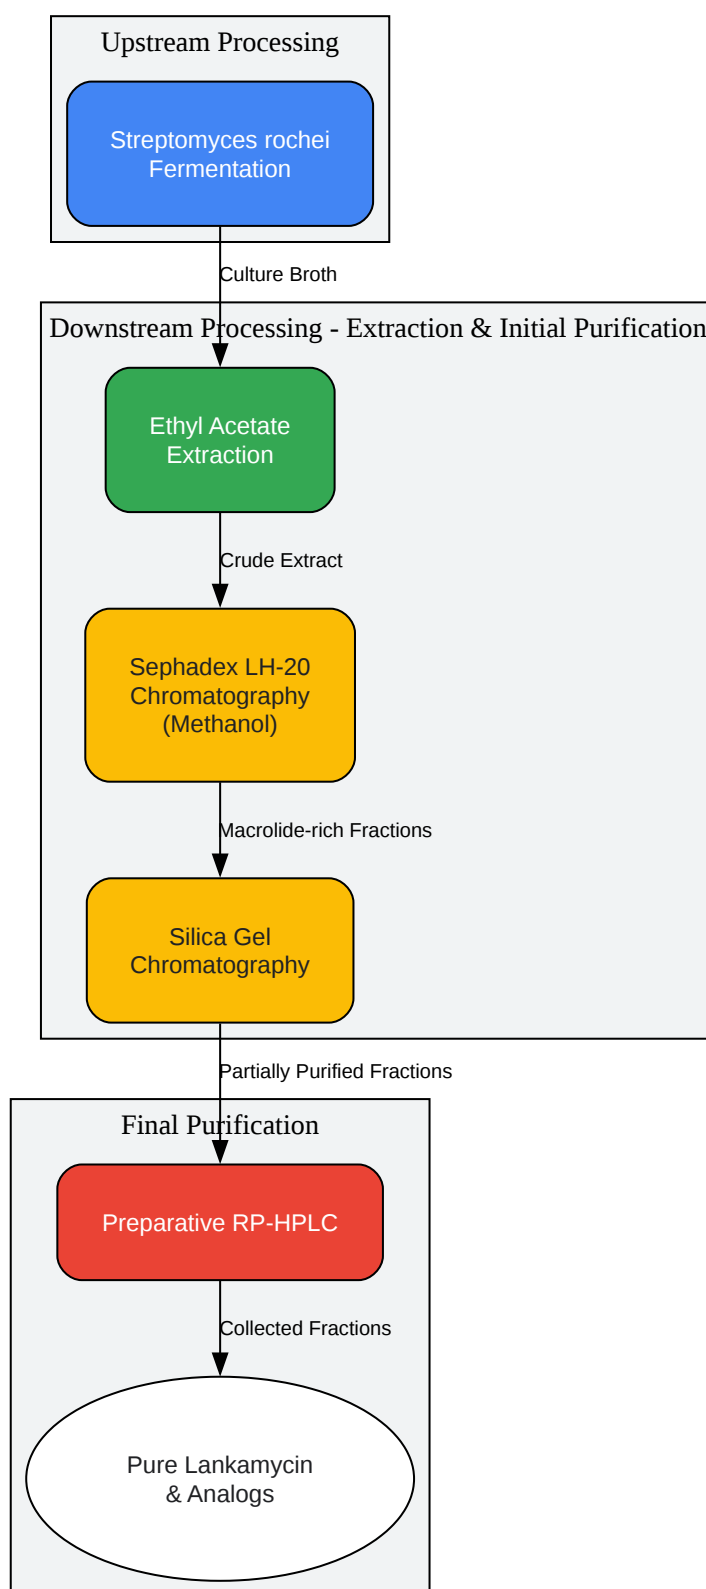 Upstream Processing
Streptomyces rochei
Fermentation
Culture Broth
Downstream Processing - Extraction & Initial Purification
Ethyl Acetate
Extraction
Crude Extract
Sephadex LH-20
Chromatography
(Methanol)
Macrolide-rich Fractions
Silica Gel
Chromatography
Partially Purified Fractions
Final Purification
Preparative RP-HPLC
Collected Fractions
Pure Lankamycin
& Analogs